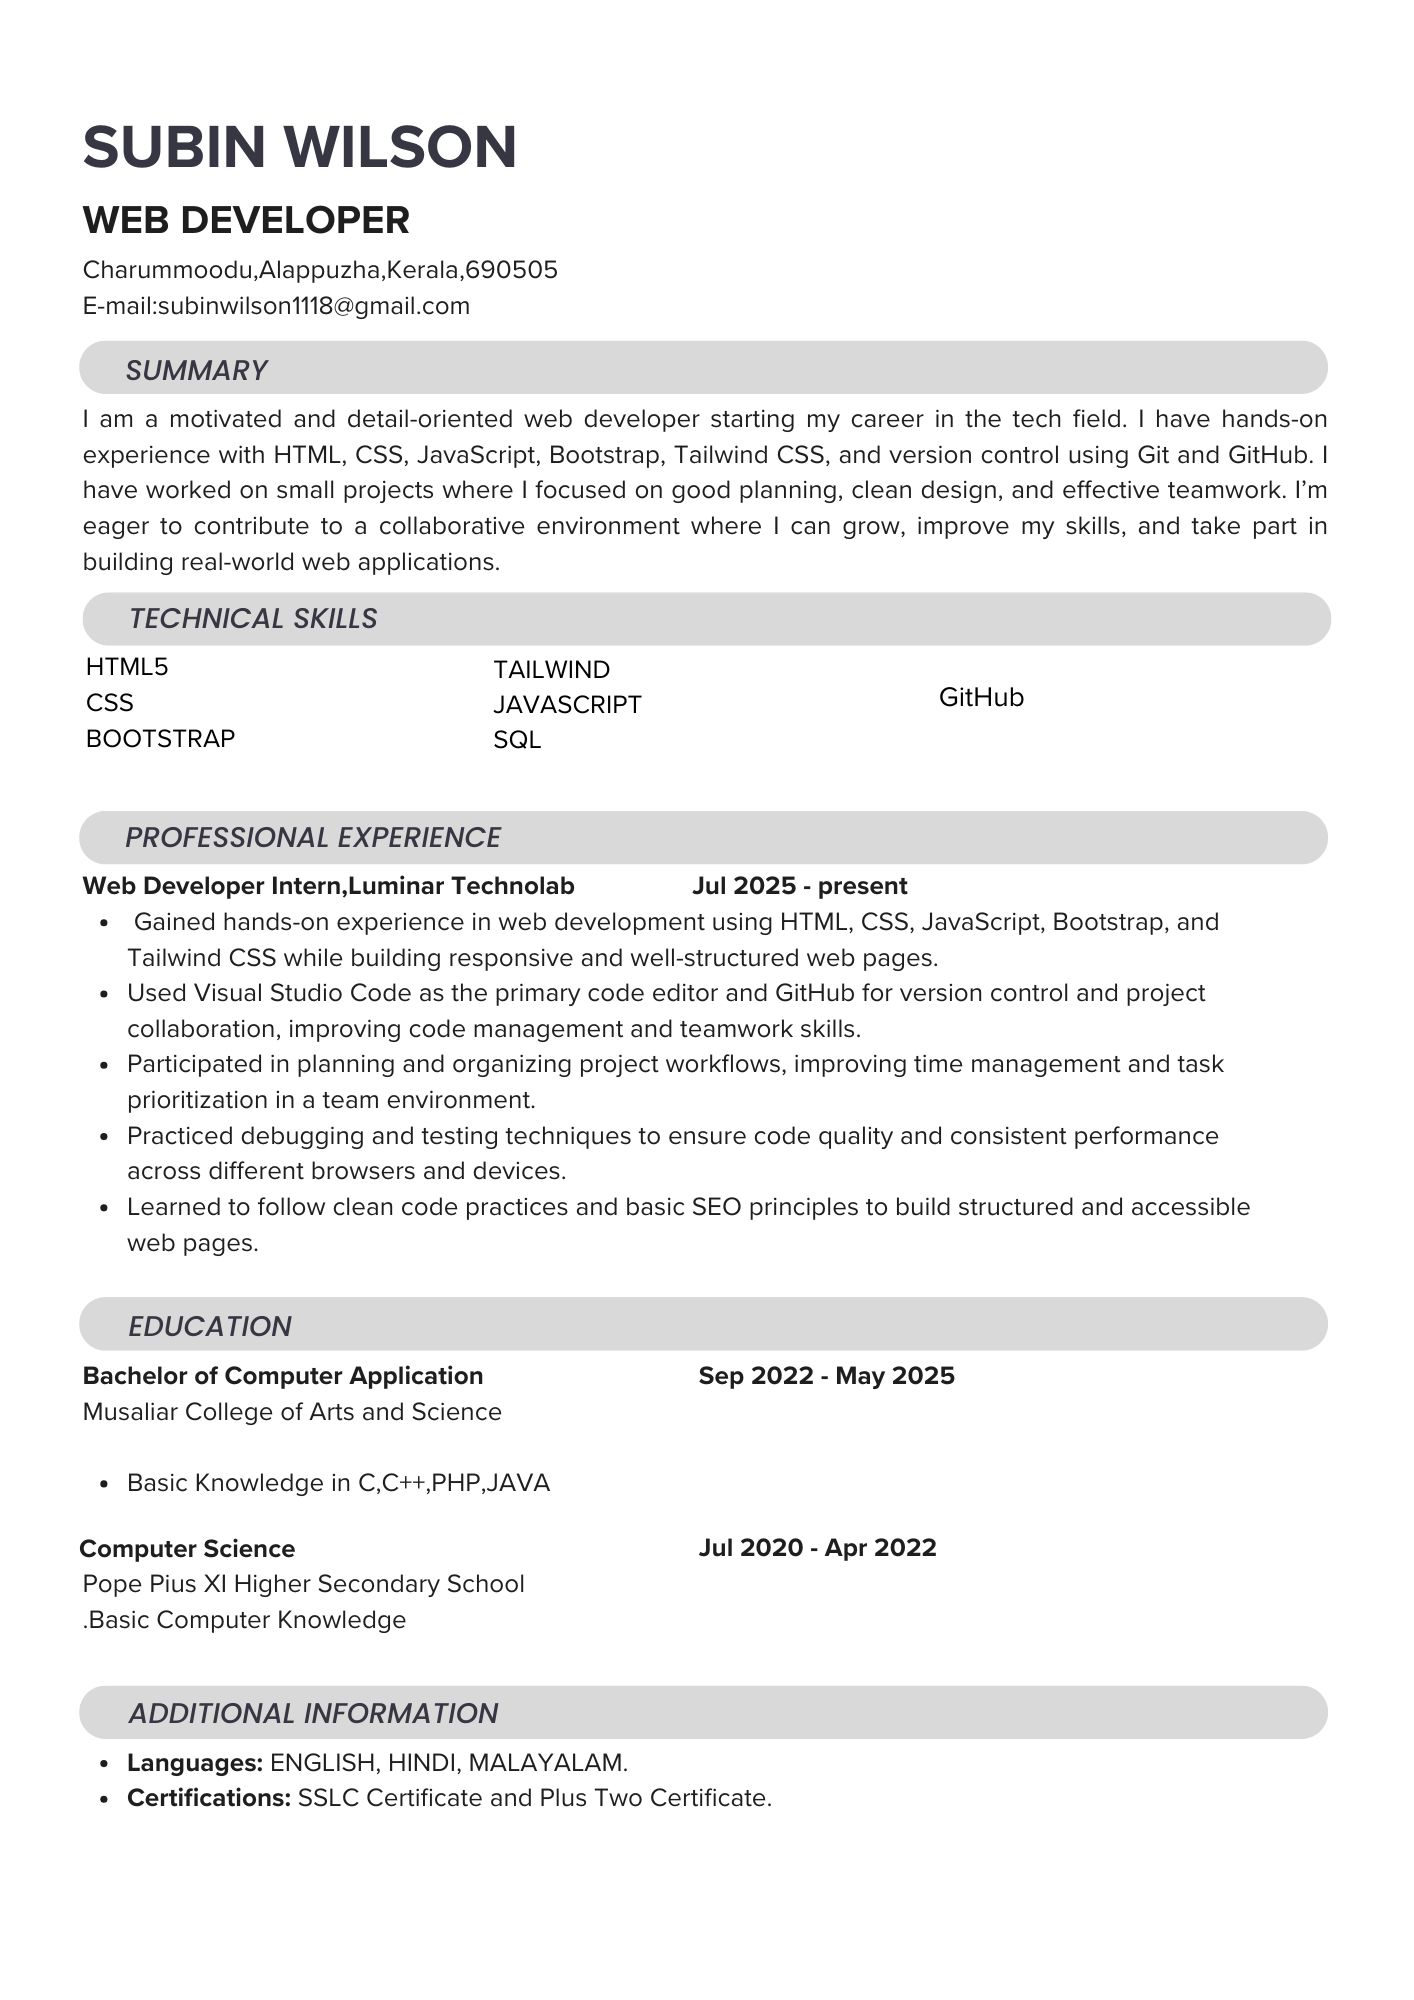 SUBIN WILSON
WEB DEVELOPER
Charummoodu,Alappuzha,Kerala,690505
E-mail:subinwilson1118@gmail.com
SUMMARY
I am a motivated and detail-oriented web developer starting my career in the tech field. I have hands-on
experience with HTML, CSS, JavaScript, Bootstrap, Tailwind CSS, and version control using Git and GitHub. I
have worked on small projects where I focused on good planning, clean design, and effective teamwork. I’m
eager to contribute to a collaborative environment where I can grow, improve my skills, and take part in
building real-world web applications.
TECHNICAL SKILLS
HTML5
CSS
BOOTSTRAP
TAILWIND
JAVASCRIPT
SQL
GitHub
PROFESSIONAL EXPERIENCE
Web Developer Intern,Luminar Technolab Jul 2025 - present
• Gained hands-on experience in web development using HTML, CSS, JavaScript, Bootstrap, and
Tailwind CSS while building responsive and well-structured web pages.
• Used Visual Studio Code as the primary code editor and GitHub for version control and project
collaboration, improving code management and teamwork skills.
• Participated in planning and organizing project workflows, improving time management and task
prioritization in a team environment.
• Practiced debugging and testing techniques to ensure code quality and consistent performance
across different browsers and devices.
• Learned to follow clean code practices and basic SEO principles to build structured and accessible
web pages.
EDUCATION
Bachelor of Computer Application Sep 2022 - May 2025
Musaliar College of Arts and Science
• Basic Knowledge in C,C++,PHP,JAVA
Computer Science Jul 2020 - Apr 2022
Pope Pius XI Higher Secondary School
.Basic Computer Knowledge
ADDITIONAL INFORMATION
• Languages: ENGLISH, HINDI, MALAYALAM.
• Certifications: SSLC Certificate and Plus Two Certificate.